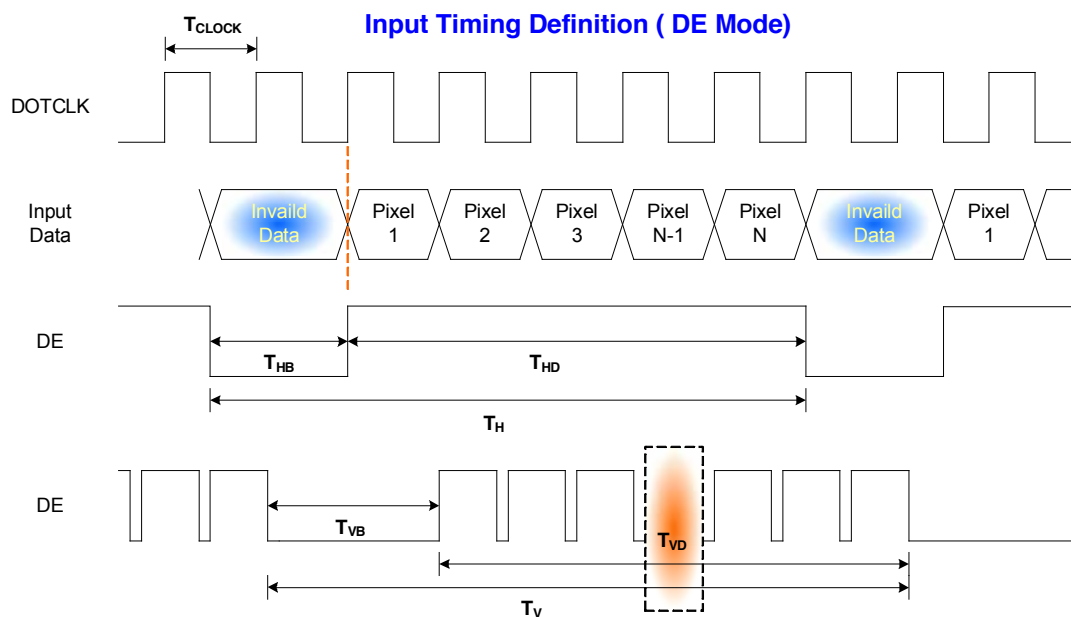 Input Timing Definition ( DE Mode)
TCLOCK
DOTCLK
Input
Data
Invaild
Data
Pixel
1
Pixel
2
Pixel
3
Pixel
N-1
Pixel
N
Invaild
Data
Pixel
1
DE
THB
THD
TH
DE
TVB
TVD
TV